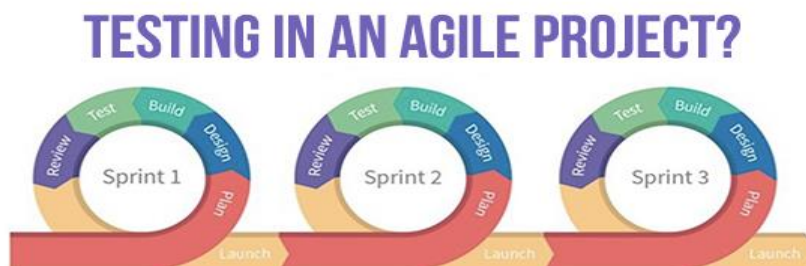 TESTING IN AN AGILE PROJECT?
Review Test Build Design Plan
Sprint 1
Launch
Review Test Build Design Plan
Sprint 2
Launch
Review Test Build Design Plan
Sprint 3
Launch